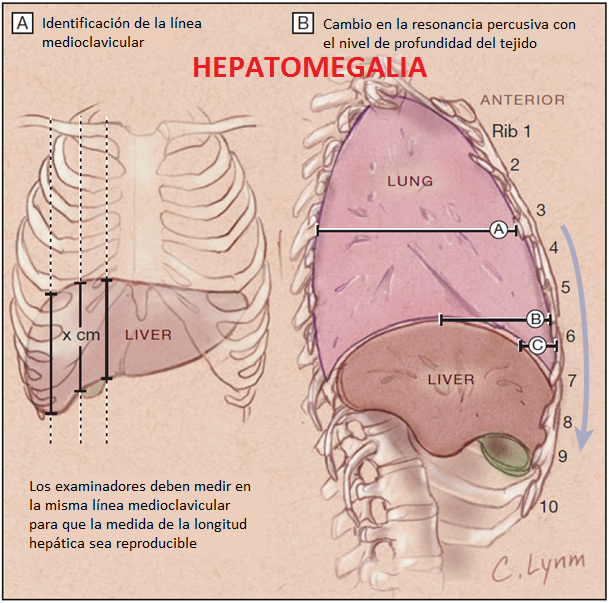 A
Identificación de la línea
medioclavicular
B
Cambio en la resonancia percusiva con
el nivel de profundidad del tejido
HEPATOMEGALIA
x cm
LIVER
Los examinadores deben medir en
la misma línea medioclavicular
para que la medida de la longitud
hepática sea reproducible
ANTERIOR
Rib 1
2
LUNG
3
A
4
5
B
6
C
7
LIVER
8
9
10
C. Lynm